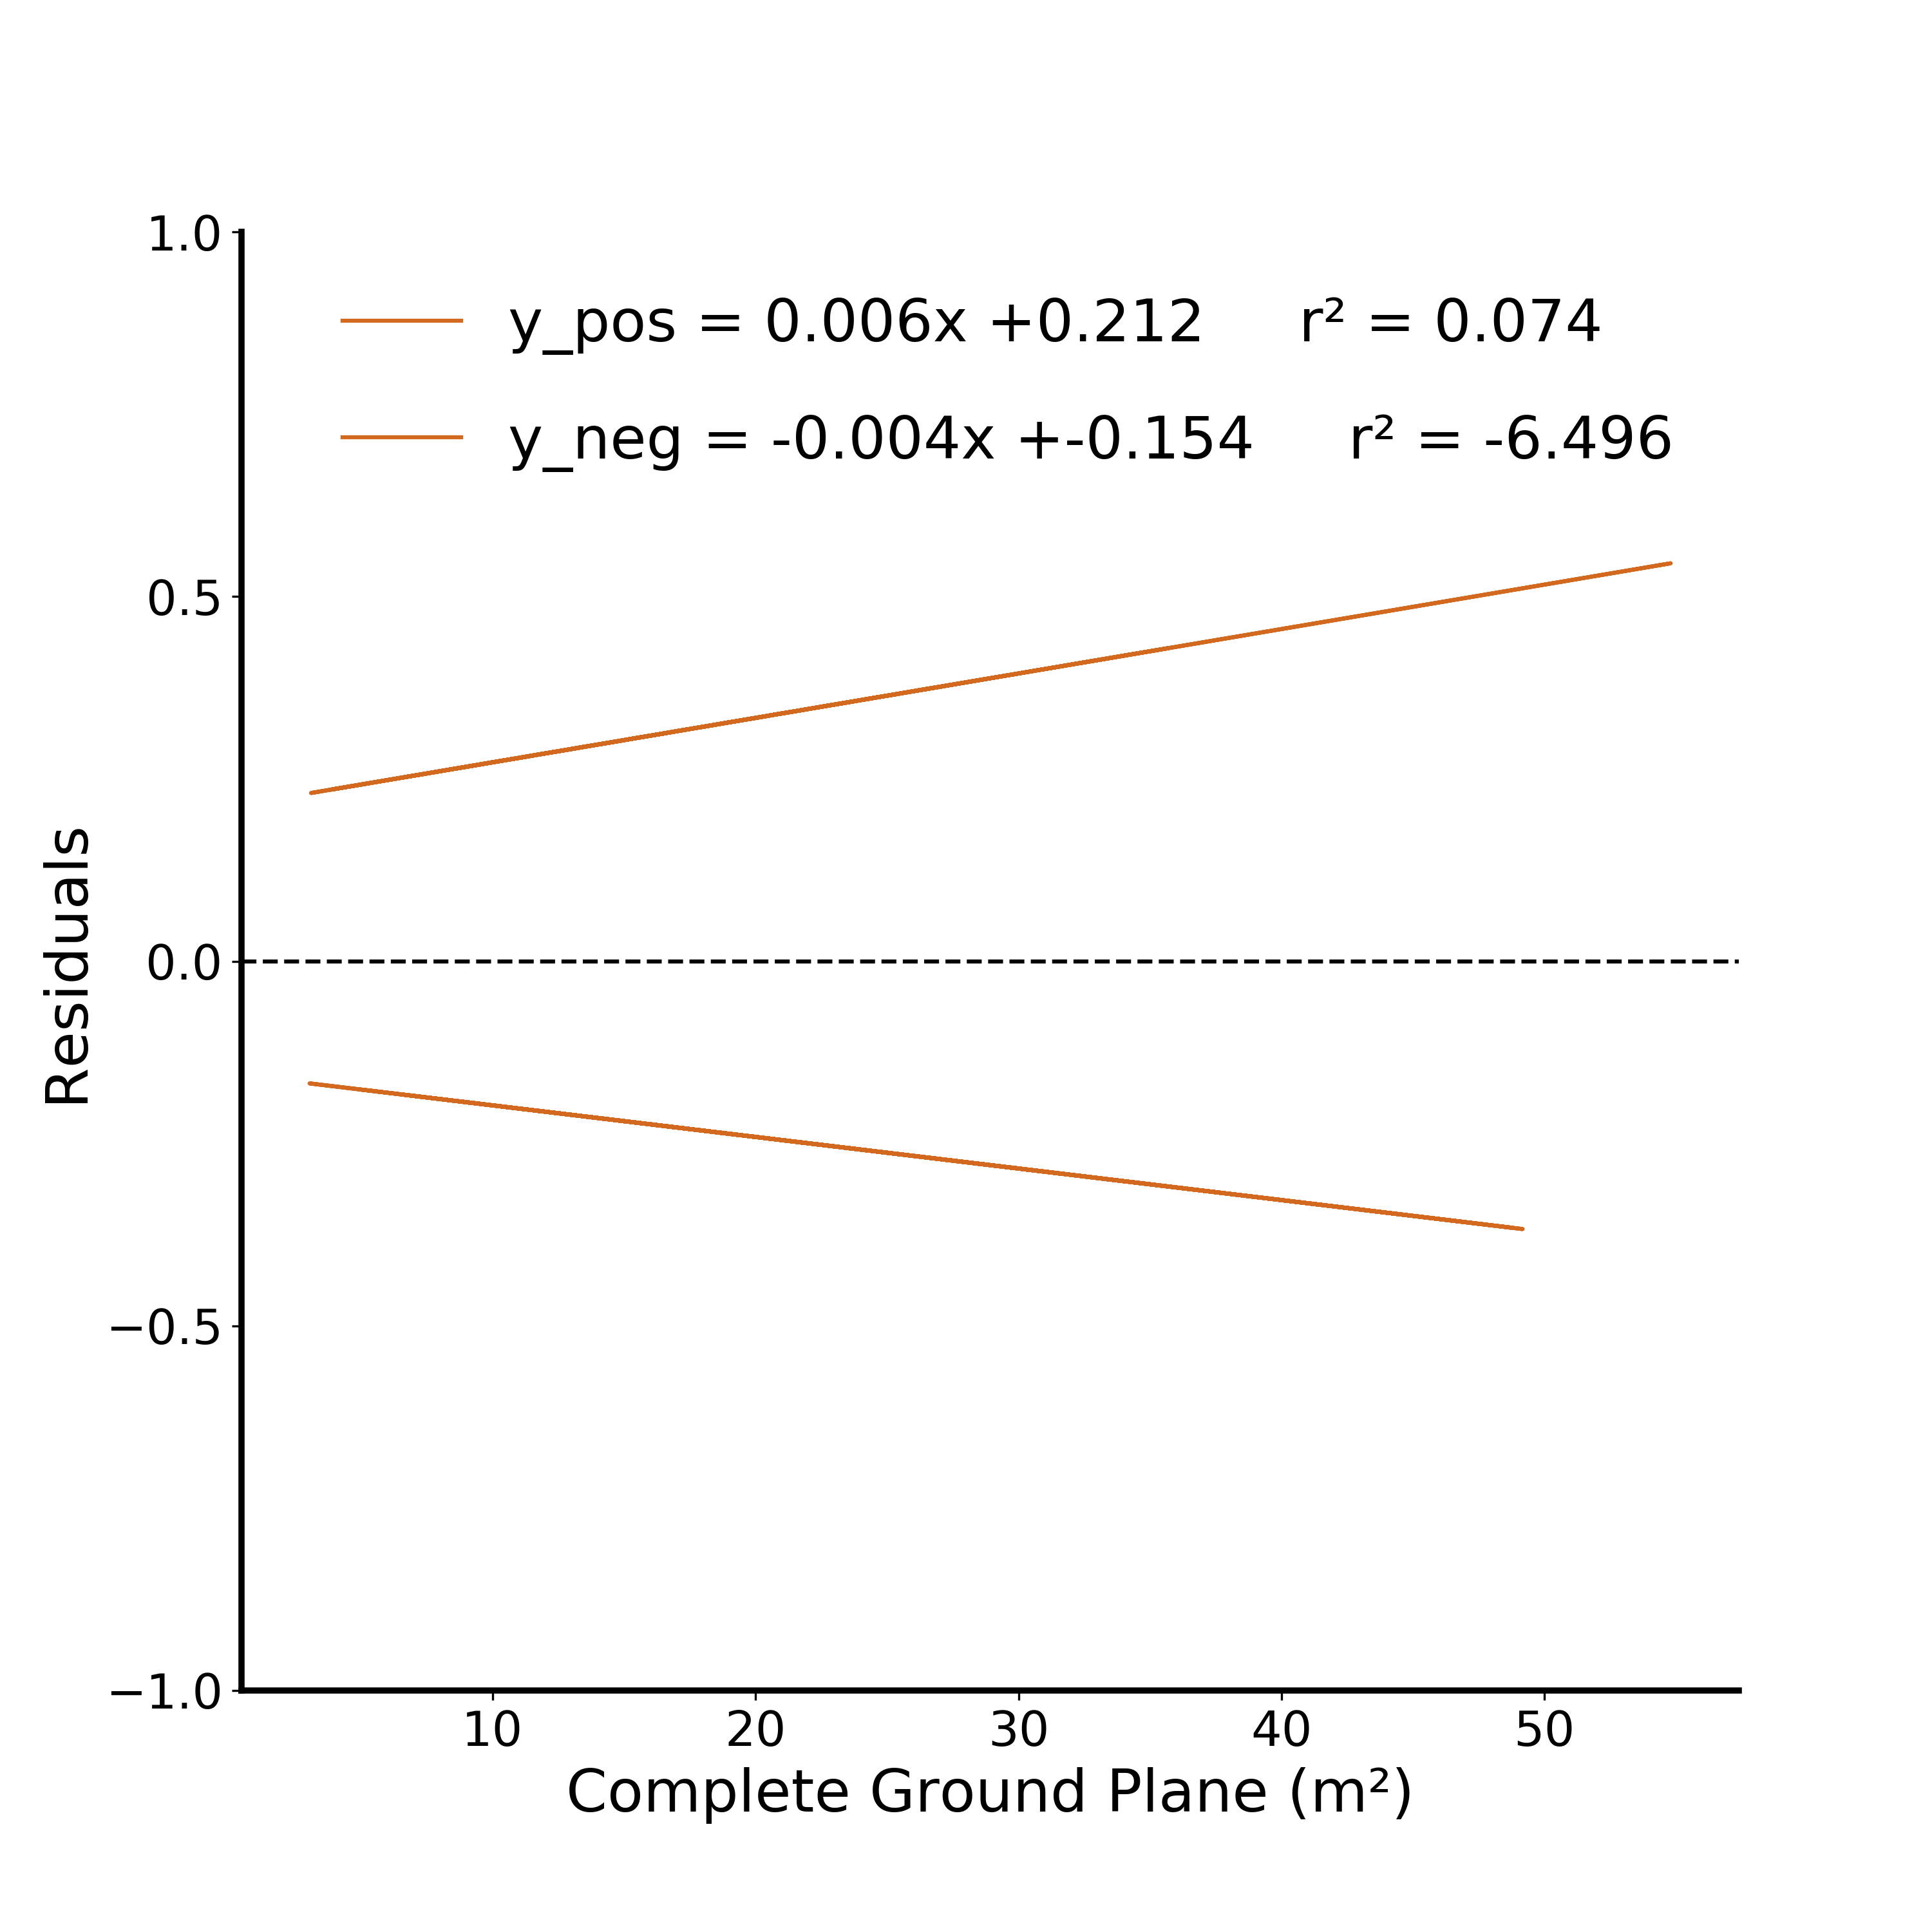 1.0
y_pos = 0.006x +0.212 r² = 0.074
y_neg = -0.004x +-0.154 r² = -6.496
0.5
Residuals
0.0
−0.5
−1.0
10 20 30 40 50
Complete Ground Plane (m²)